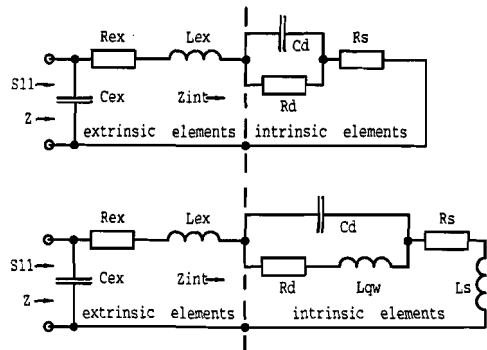 Rex Lex Cd Rs
S11
Cex Zint Rd
Z
extrinsic elements intrinsic elements
Rex Lex Cd Rs
S11
Cex Zint Rd Lqw Ls
Z
extrinsic elements intrinsic elements